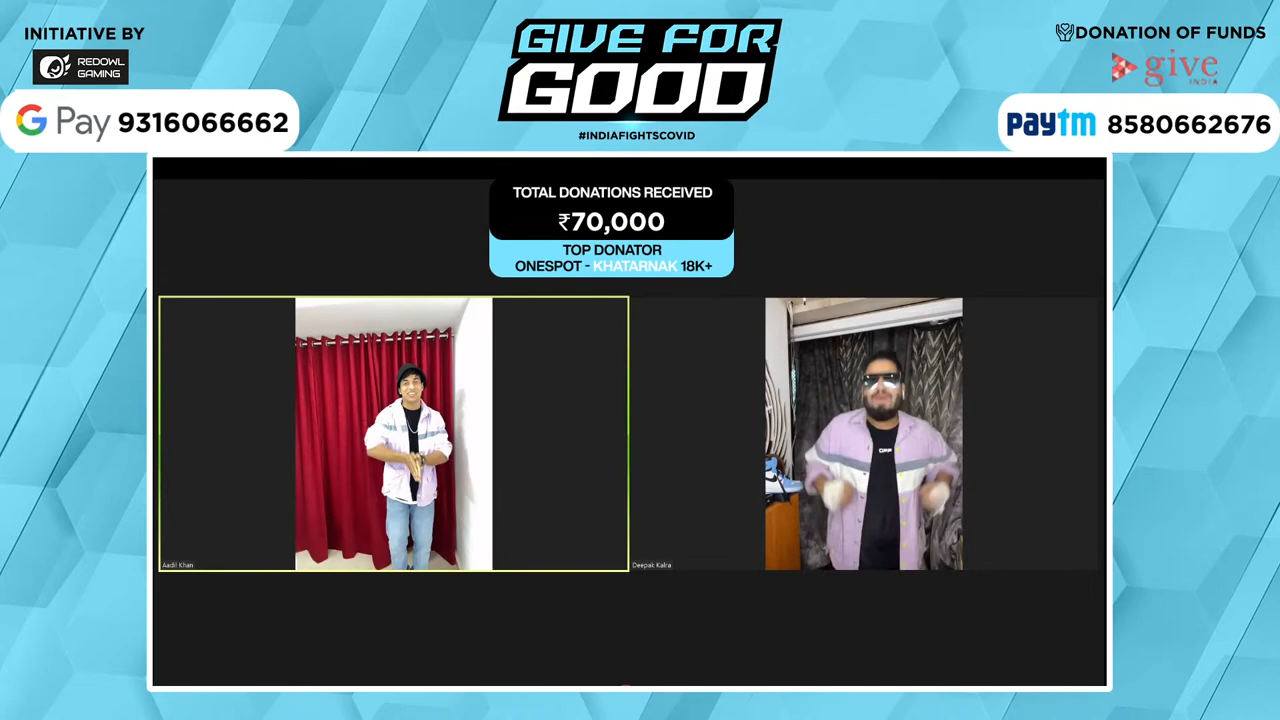 INITIATIVE BY
REDOWL
GAMING
G Pay 9316066662
GIVE FOR
GOOD
#INDIAFIGHTSCOVID
DONATION OF FUNDS
give
INDIA
paytm 8580662676
TOTAL DONATIONS RECEIVED
₹70,000
TOP DONATOR
ONESPOT - KHATARNAK 18K+
OFF
Aadil Khan
Deepak Kalra